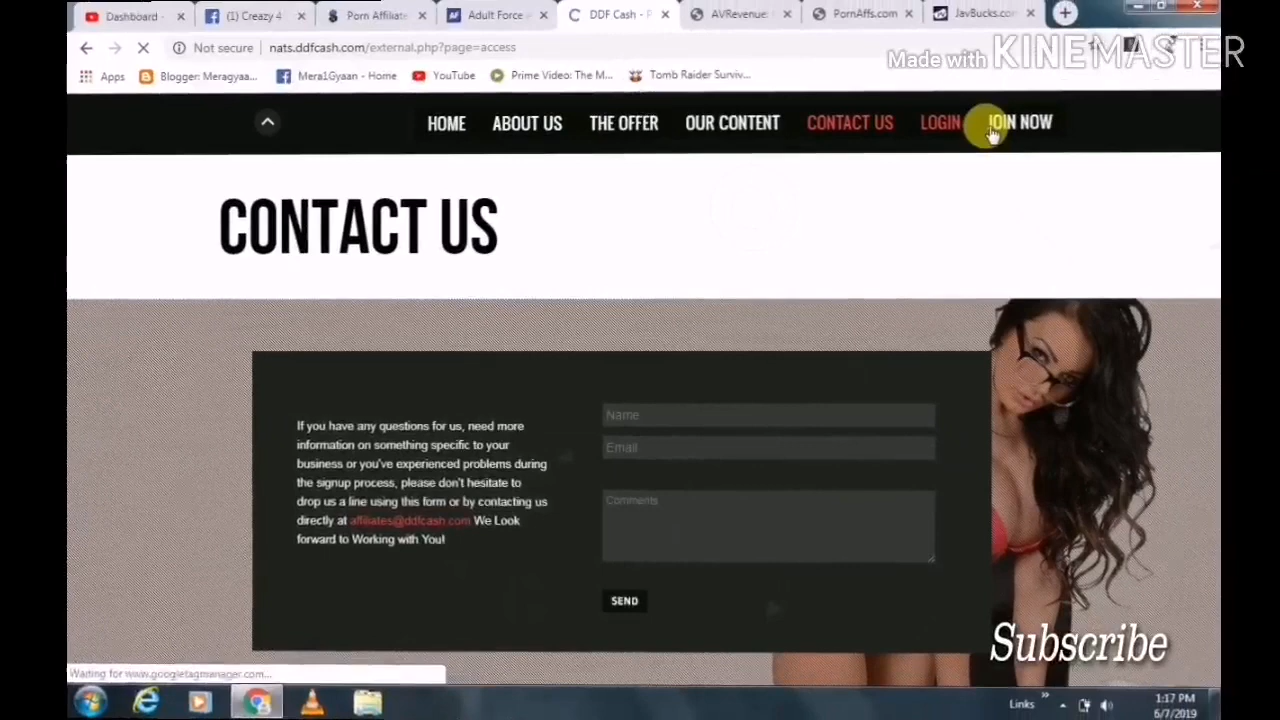 Dashboard
(1) Creazy 4
Porn Affiliate
Adult Force
DDF Cash - P
AVRevenue:
PornAffs.com
JavBucks.com
Not secure
nats.ddfcash.com/external.php?page=access
Made with KINEMASTER
Apps
Blogger: Meragyaa...
Mera1Gyaan - Home
YouTube
Prime Video: The M...
Tomb Raider Surviv...
HOME
ABOUT US
THE OFFER
OUR CONTENT
CONTACT US
LOGIN
JOIN NOW
CONTACT US
If you have any questions for us, need more
information on something specific to your
business or you've experienced problems during
the signup process, please don't hesitate to
drop us a line using this form or by contacting us
directly at affiliates@ddfcash.com We Look
forward to Working with You!
Name
Email
Comments
SEND
Subscribe
Waiting for www.googletagmanager.com...
Links
1:17 PM
6/7/2019